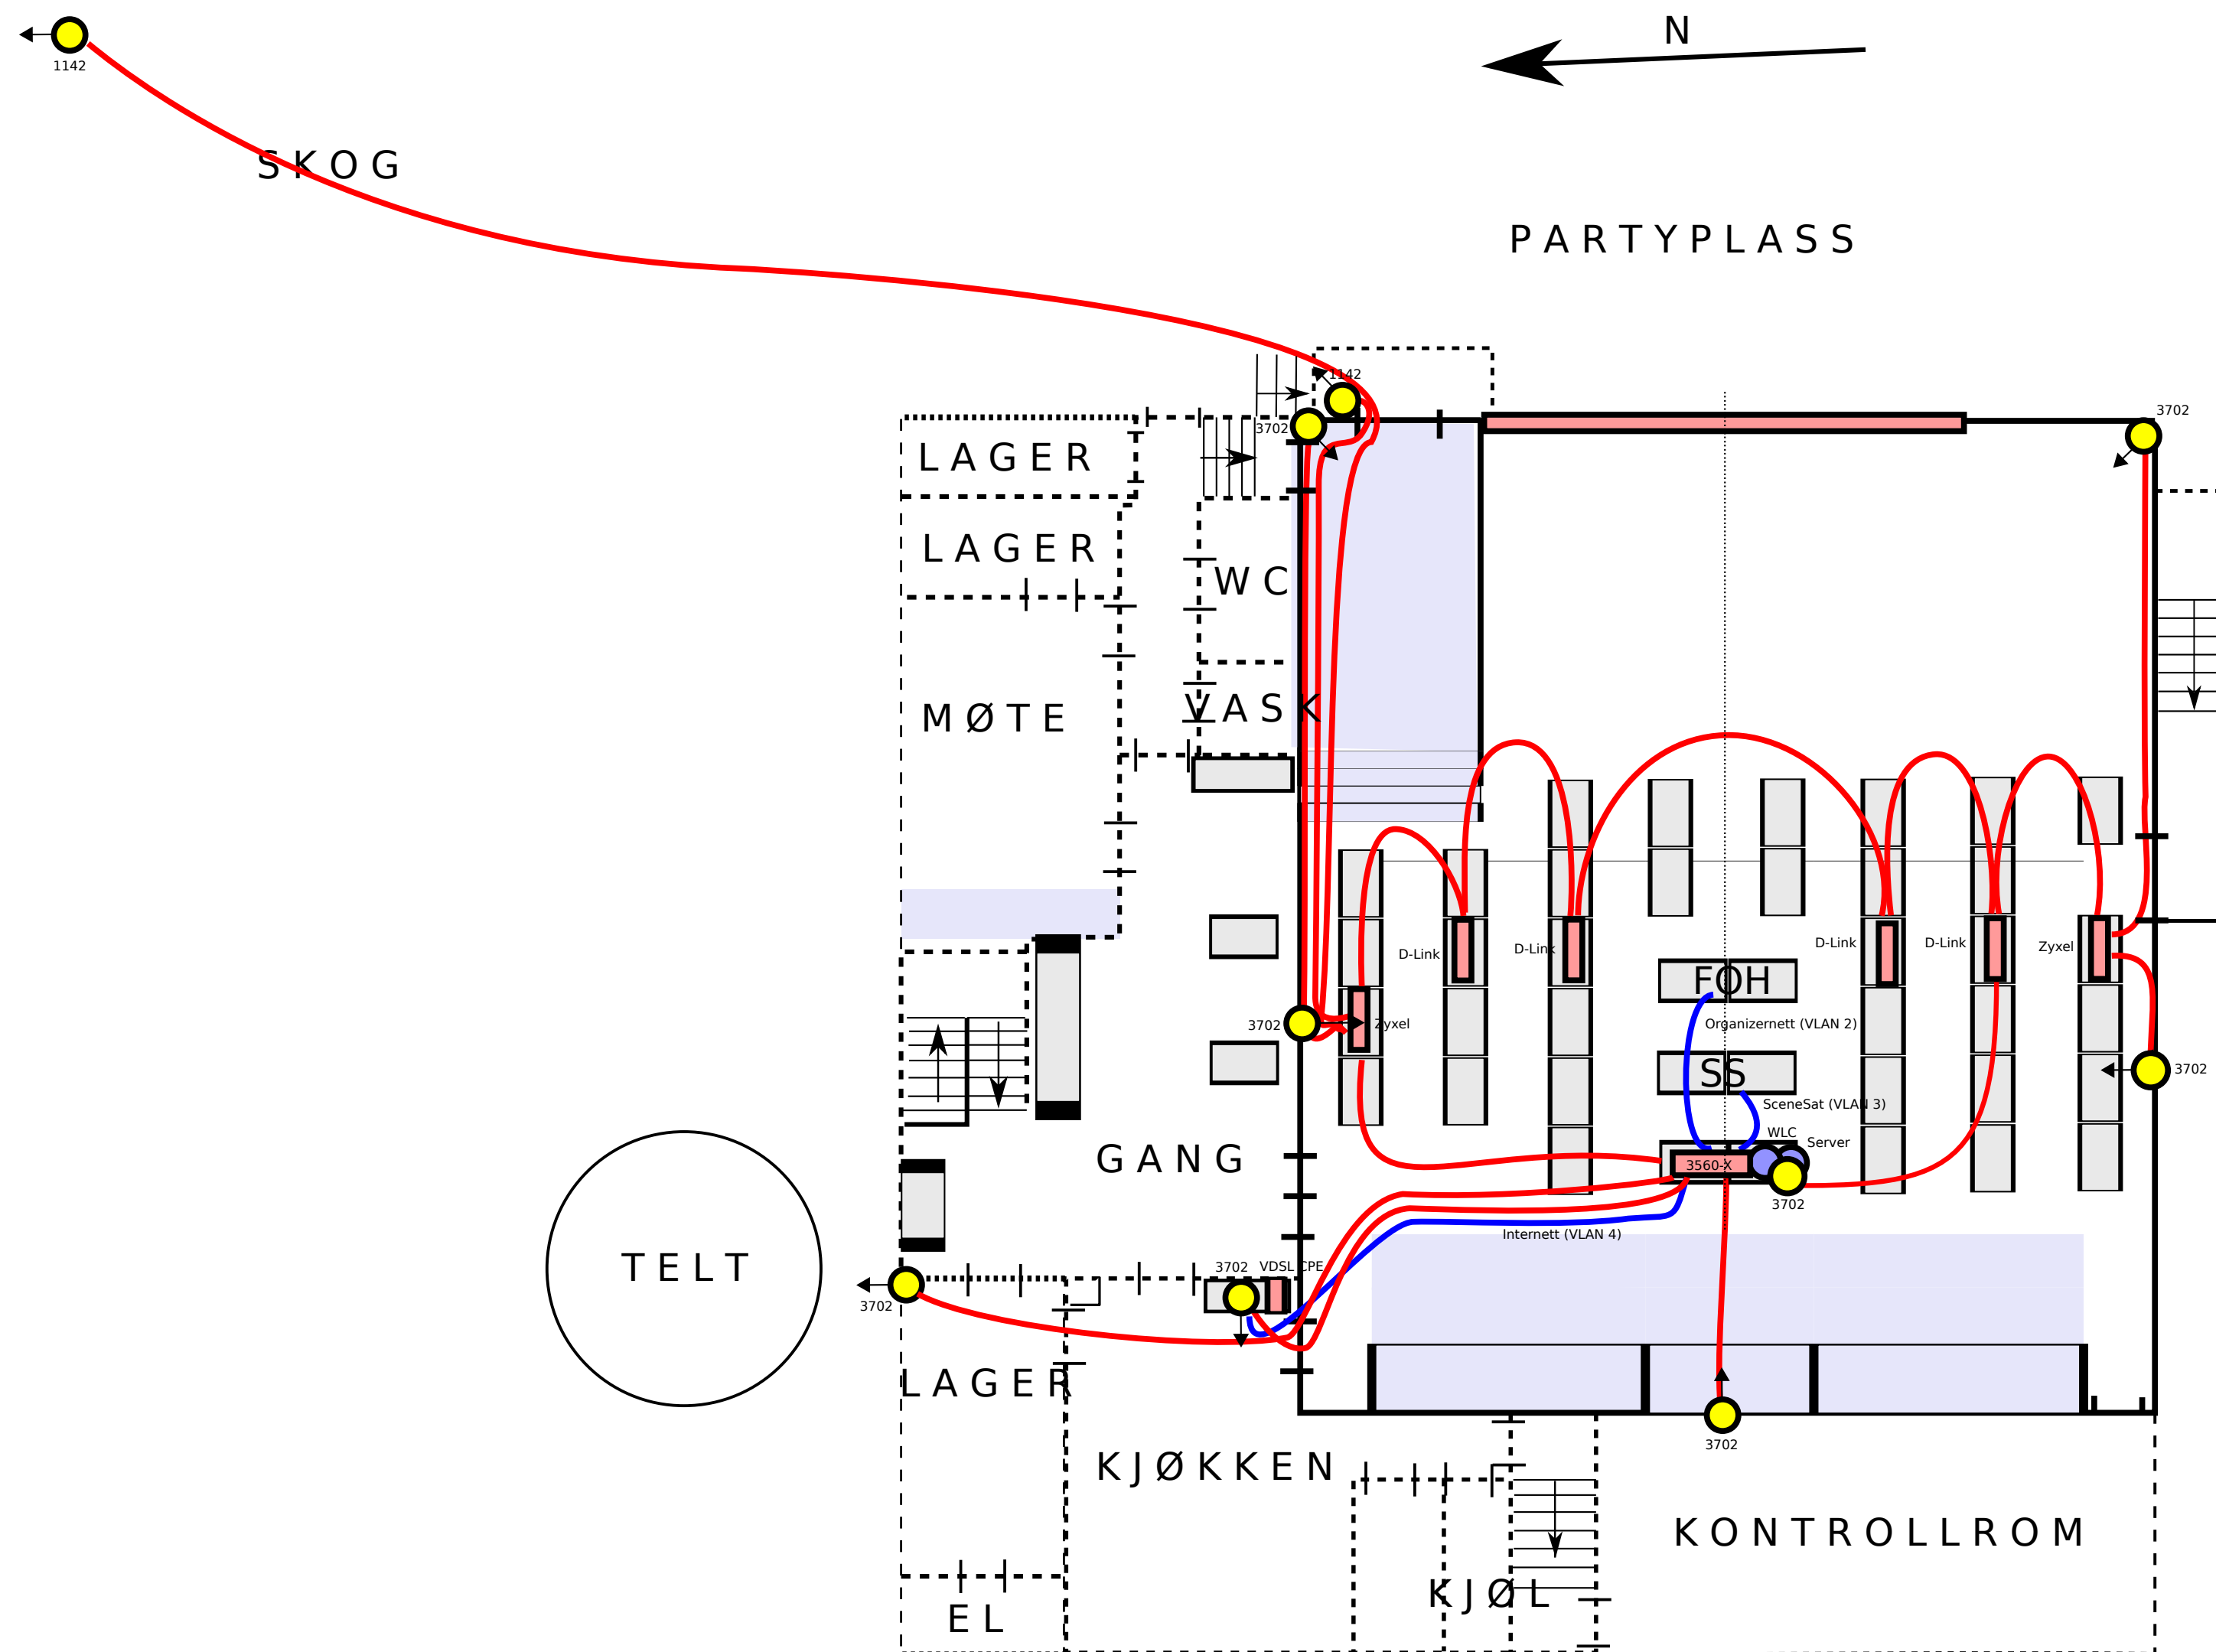 N
1142
SKOG
PARTYPLASS
1142
3702
3702
LAGER
LAGER
WC
VASK
MØTE
D-Link
D-Link
D-Link
D-Link
Zyxel
FOH
3702
Zyxel
Organizernett (VLAN 2)
SS
3702
SceneSat (VLAN 3)
WLC
Server
3560-X
3702
GANG
TELT
Internett (VLAN 4)
3702
VDSL CPE
3702
LAGER
3702
KJØKKEN
KONTROLLROM
KJØL
EL